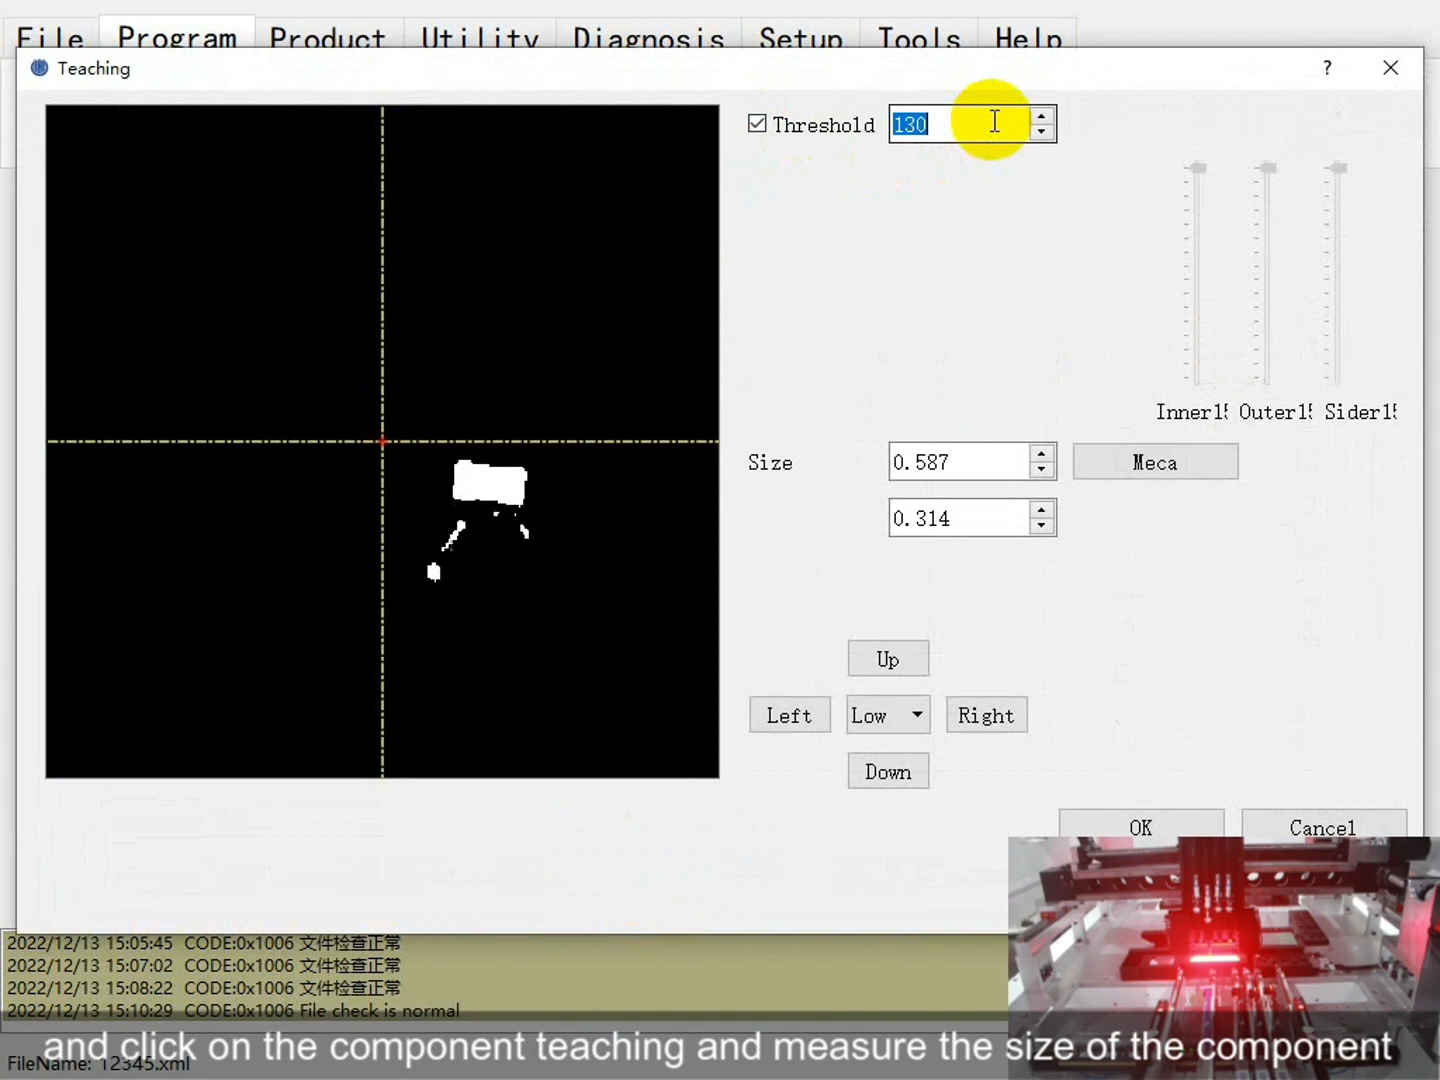 File Program Product Utility Diagnosis Setup Tools Help
Teaching
?
Threshold 130
Inner15 Outer15 Sider15
Size 0.587 Meca
0.314
Up
Left Low Right
Down
OK Cancel
2022/12/13 15:05:45 CODE:0x1006 文件检查正常
2022/12/13 15:07:02 CODE:0x1006 文件检查正常
2022/12/13 15:08:22 CODE:0x1006 文件检查正常
2022/12/13 15:10:29 CODE:0x1006 File check is normal
and click on the component teaching and measure the size of the component
FileName: 12345.xml